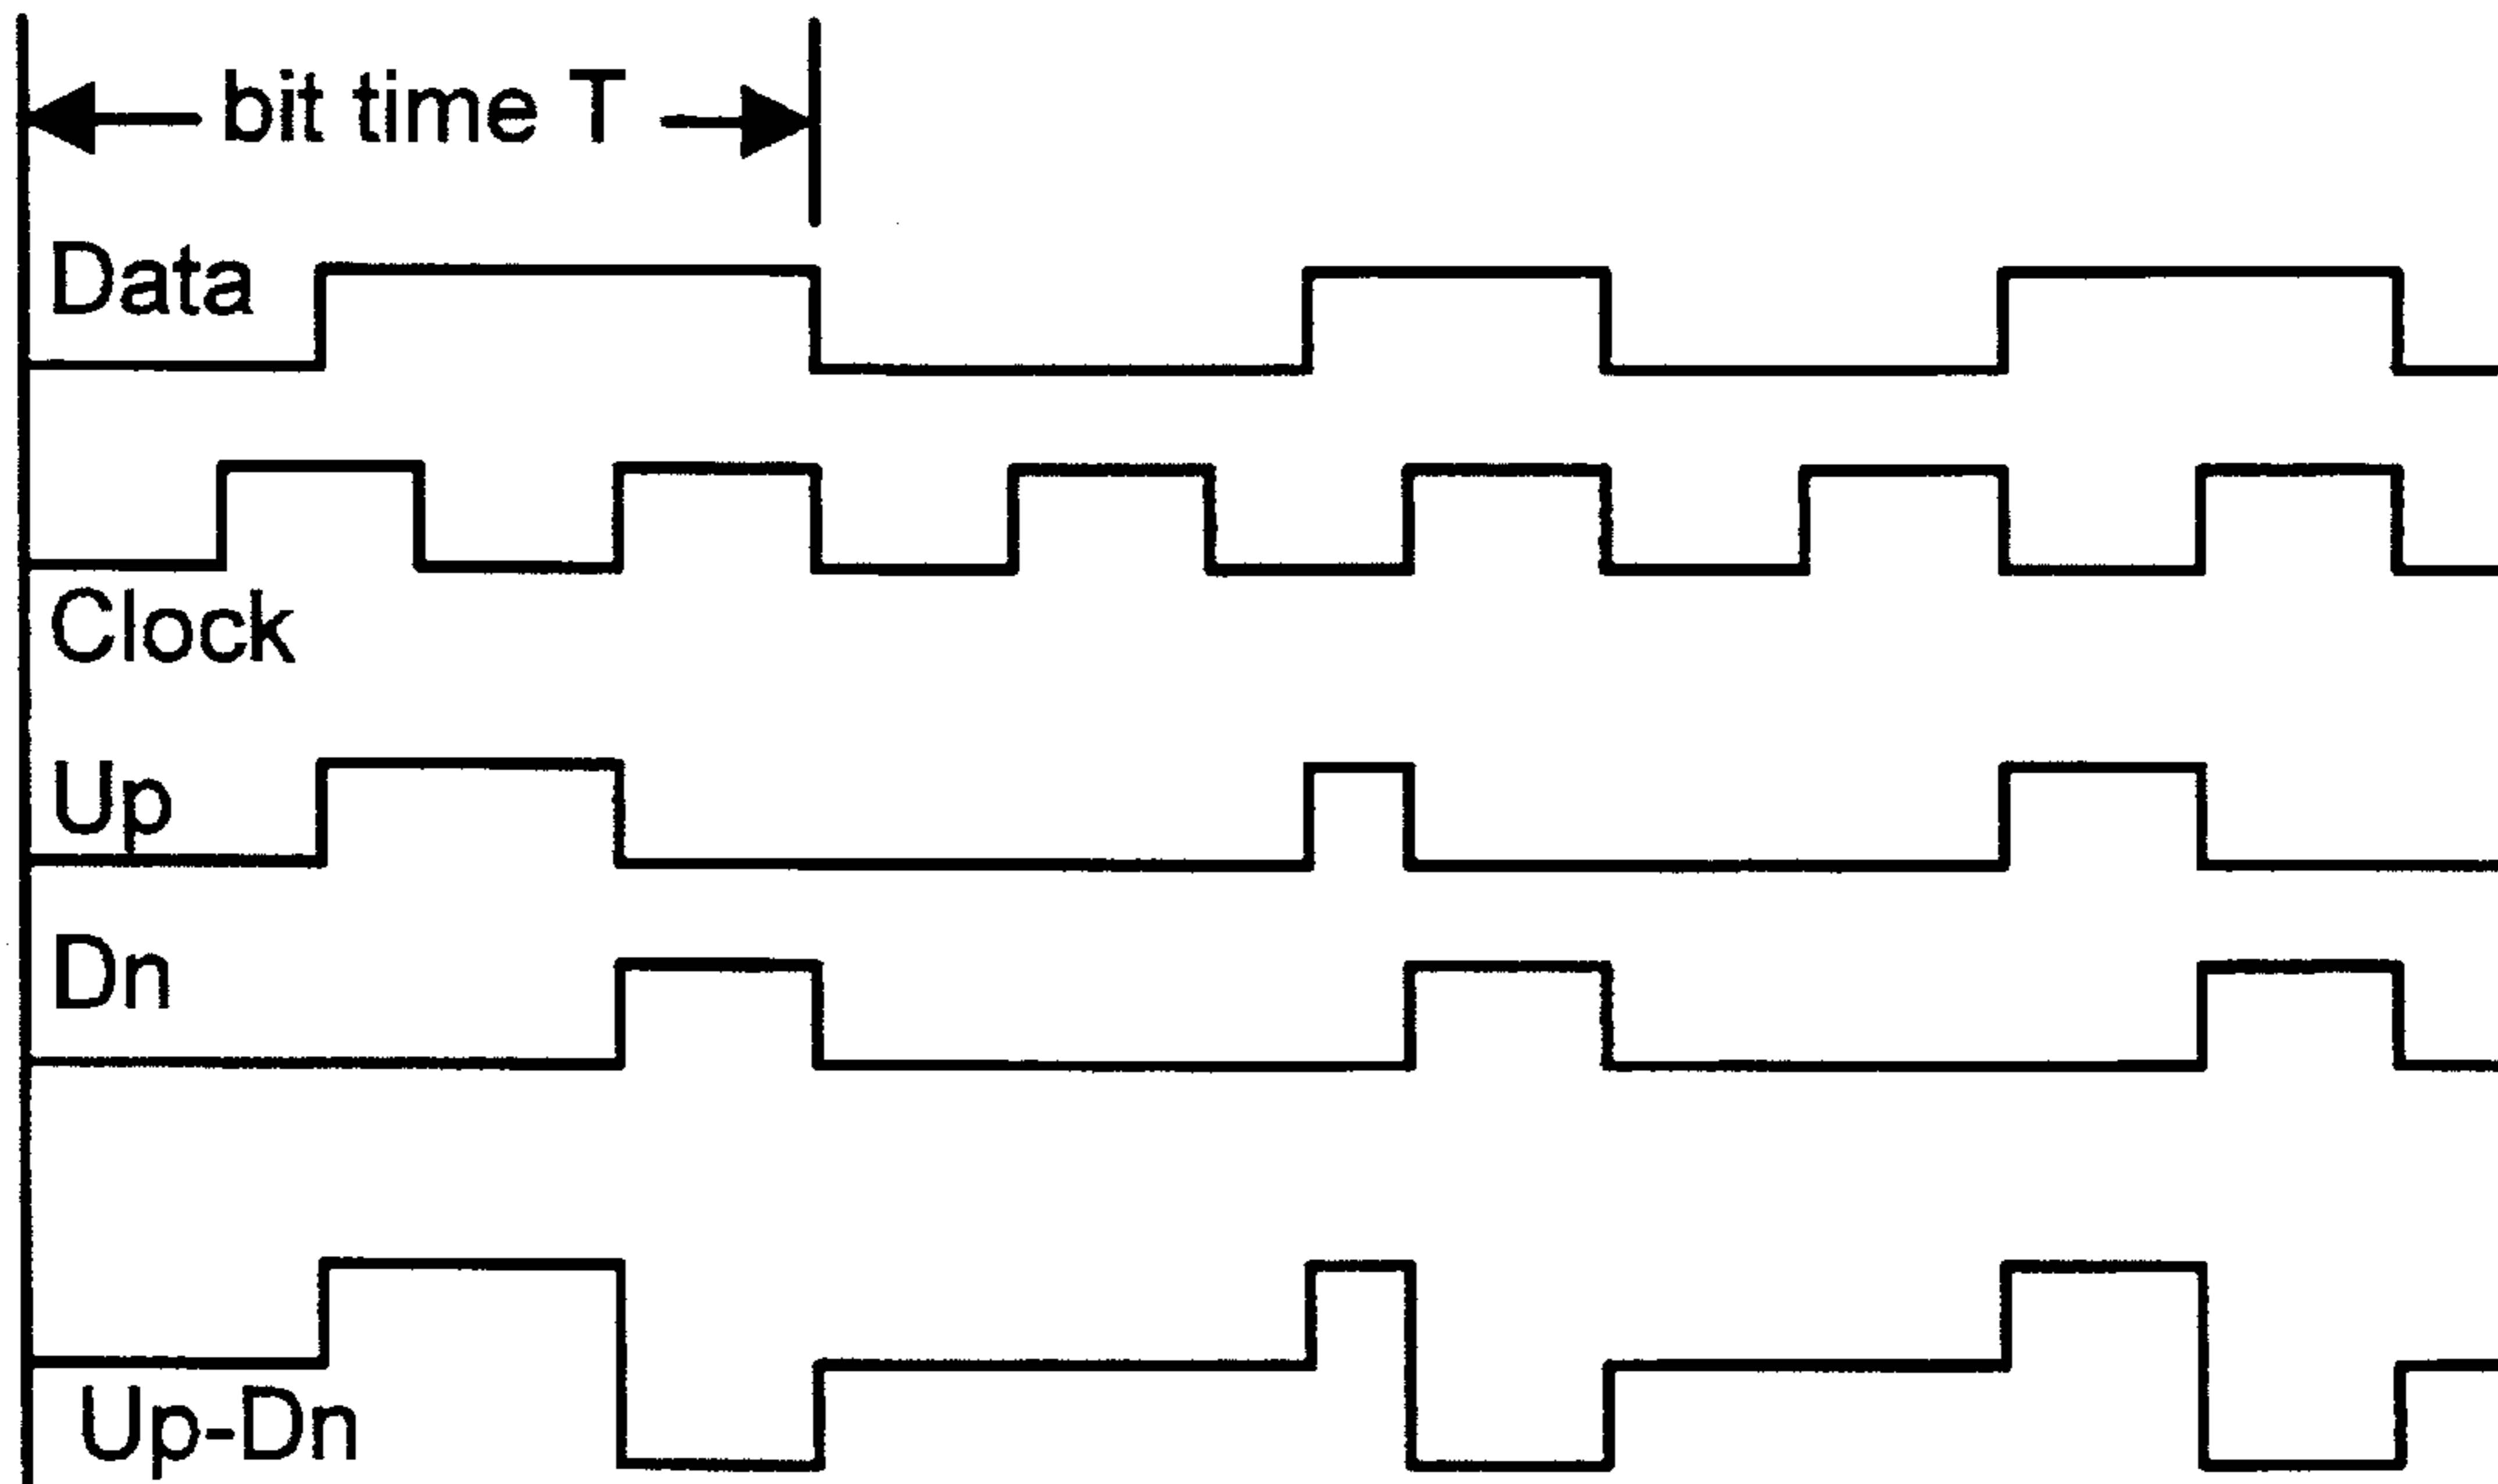 bit time T
Data
Clock
Up
Dn
Up-Dn